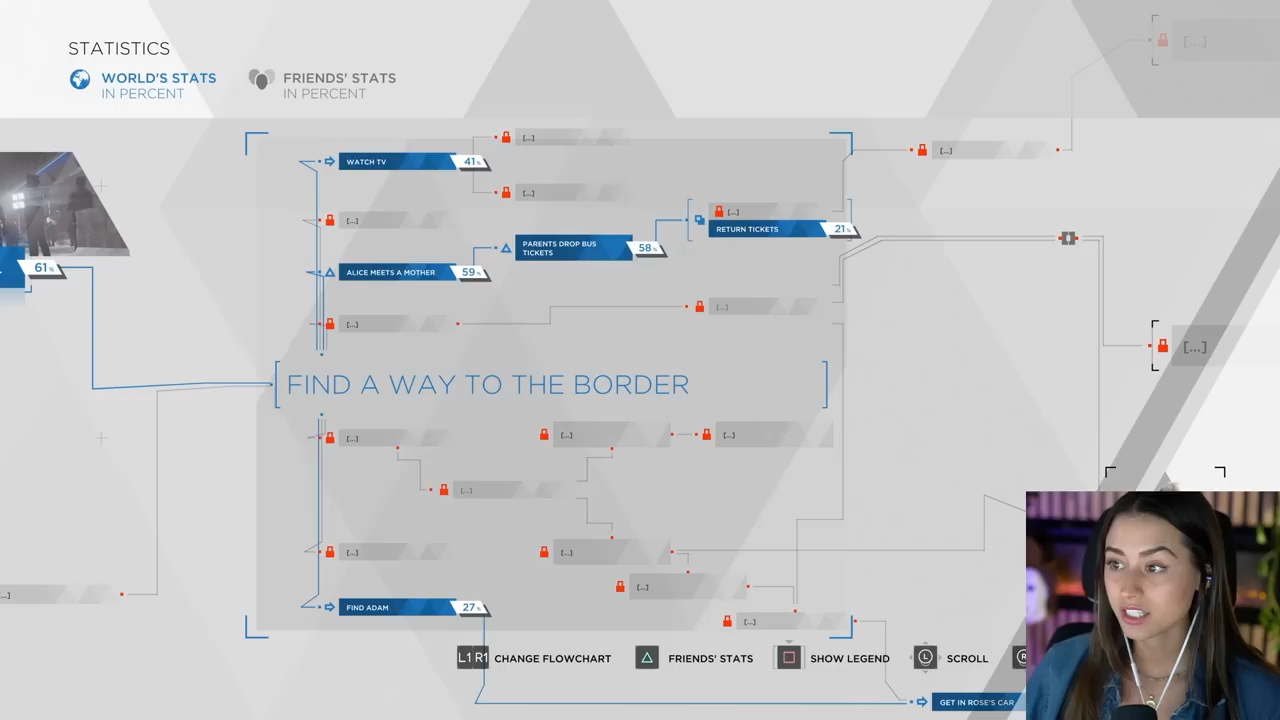 STATISTICS
WORLD'S STATS
IN PERCENT
FRIENDS' STATS
IN PERCENT
[...]
[...]
WATCH TV 41%
[...]
[...]
[...]
[...]
RETURN TICKETS 21%
PARENTS DROP BUS
TICKETS 58%
61%
ALICE MEETS A MOTHER 59%
[...]
[...]
[...]
FIND A WAY TO THE BORDER
[...]
[...]
[...]
[...]
[...]
[...]
[...]
...]
FIND ADAM 27%
[...]
L1 R1 CHANGE FLOWCHART
FRIENDS' STATS
SHOW LEGEND
L SCROLL
R
GET IN ROSE'S CAR